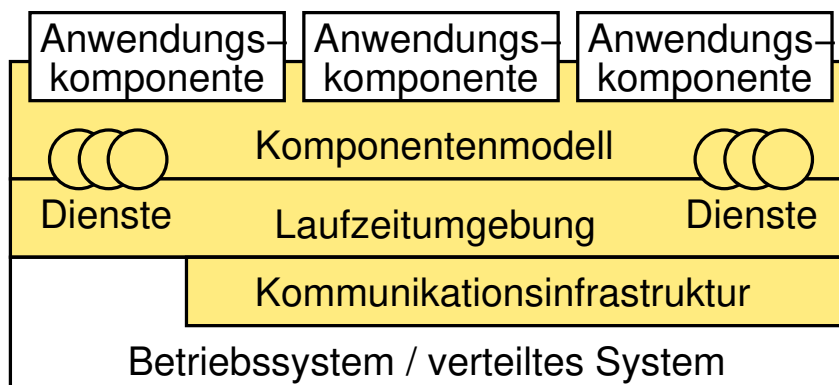 Anwendungs– Anwendungs– Anwendungs–
komponente komponente komponente
Komponentenmodell
Dienste Dienste
Laufzeitumgebung
Kommunikationsinfrastruktur
Betriebssystem / verteiltes System